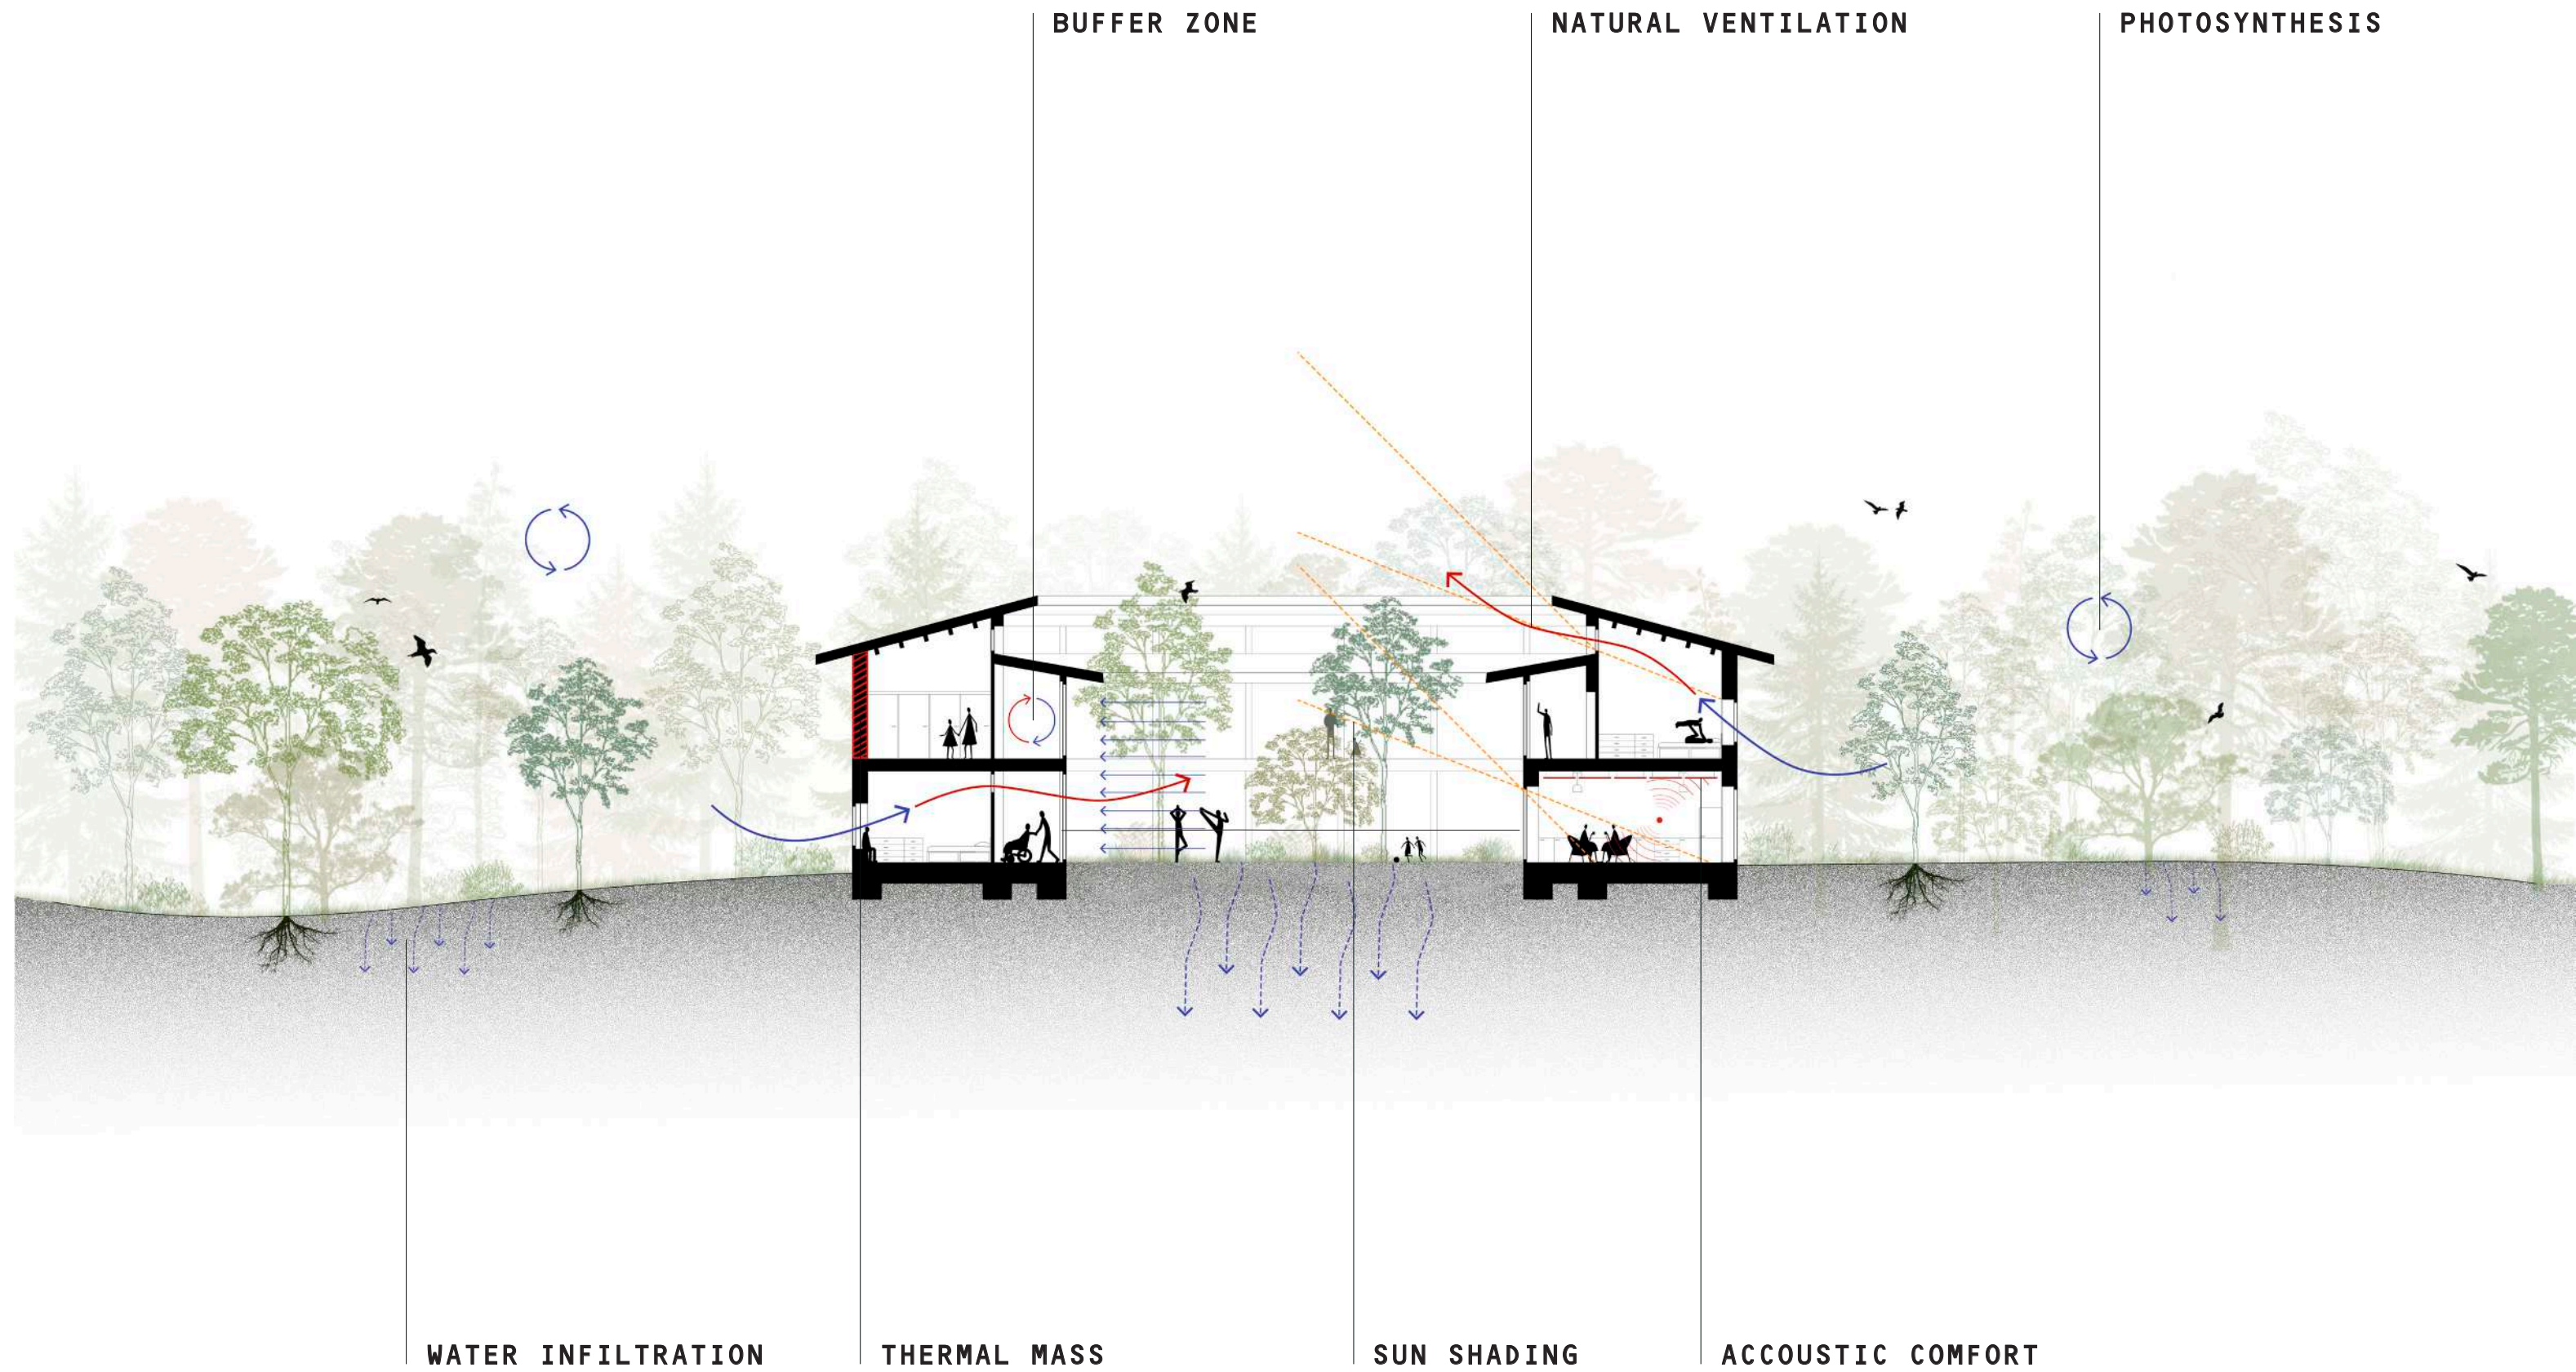 BUFFER ZONE
NATURAL VENTILATION
PHOTOSYNTHESIS
WATER INFILTRATION
THERMAL MASS
SUN SHADING
ACCOUSTIC COMFORT